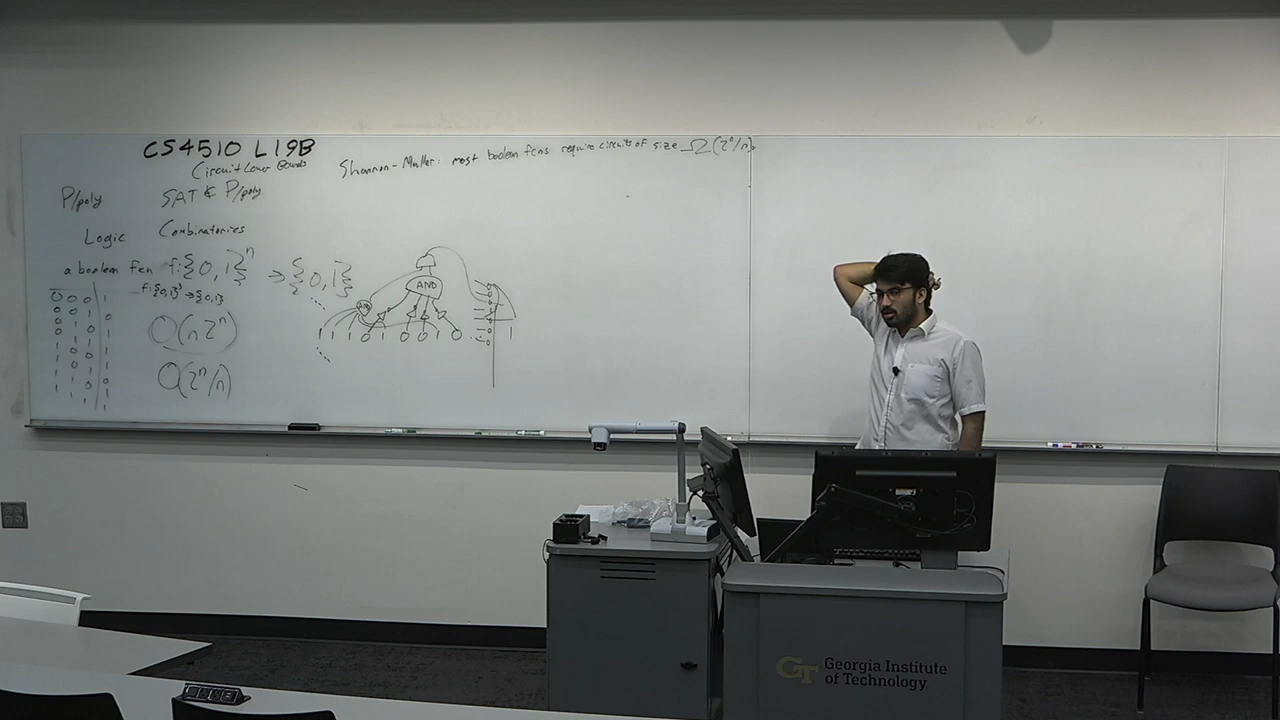 CS4510 L19B
Circuit Lower Bounds
Shannon-Muller: most boolean fcns require circuits of size Ω(2ⁿ/n).
P/poly SAT ∉ P/poly
Logic Combinatorics
a boolean fcn f:{0,1}ⁿ → {0,1}
f:{0,1}³→{0,1}
O(n2ⁿ)
O(2ⁿ/n)
AND
GT Georgia Institute
of Technology